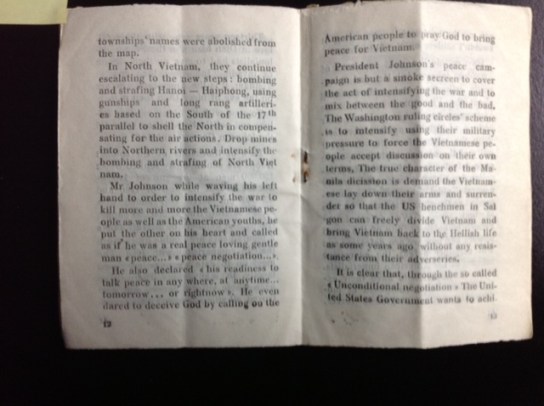 townships' names were abolished from
the map.
In North Vietnam, they continue
escalating to the new steps : bombing
and strafing Hanoi — Haiphong, using
gunships and long rang artilleri-
es based on the South of the 17th
parallel to shell the North in compen-
sating for the air actions. Drop mines
into Northern rivers and intensify the
bombing and strafing of North Viet
nam.
Mr Johnson while waving his left
hand to order to intensify the war to
kill more and more the Vietnamese pe-
ople as well as the American youths, he
put the other on his heart and called
as if he was a real peace loving gentle
man « peace... » « peace negotiation... ».
He also declared « his readiness to
talk peace in any where, at anytime...
tomorrow... or rightnow ». He even
dared to deceive God by calling on the
12
American people to pray God to bring
peace for Vietnam.
President Johnson's peace cam-
paign is but a smoke secreen to cover
the act of intensifying the war and to
mix between the good and the bad.
The Washington ruling circles' scheme
is to intensify using their military
pressure to force the Vietnamese pe-
ople accept discussion on their own
terms, The true character of the Ma-
nila dicission is demand the Vietnam-
ese lay down their arms and surren-
der so that the US henchmen in Sai
gon can freely divide Vietnam and
bring Vietnam back to the Hellish life
as some years ago without any resis-
tance from their adverseries.
It is clear that, through the so called
« Unconditional negotiation » The Uni-
ted States Government wants to achi